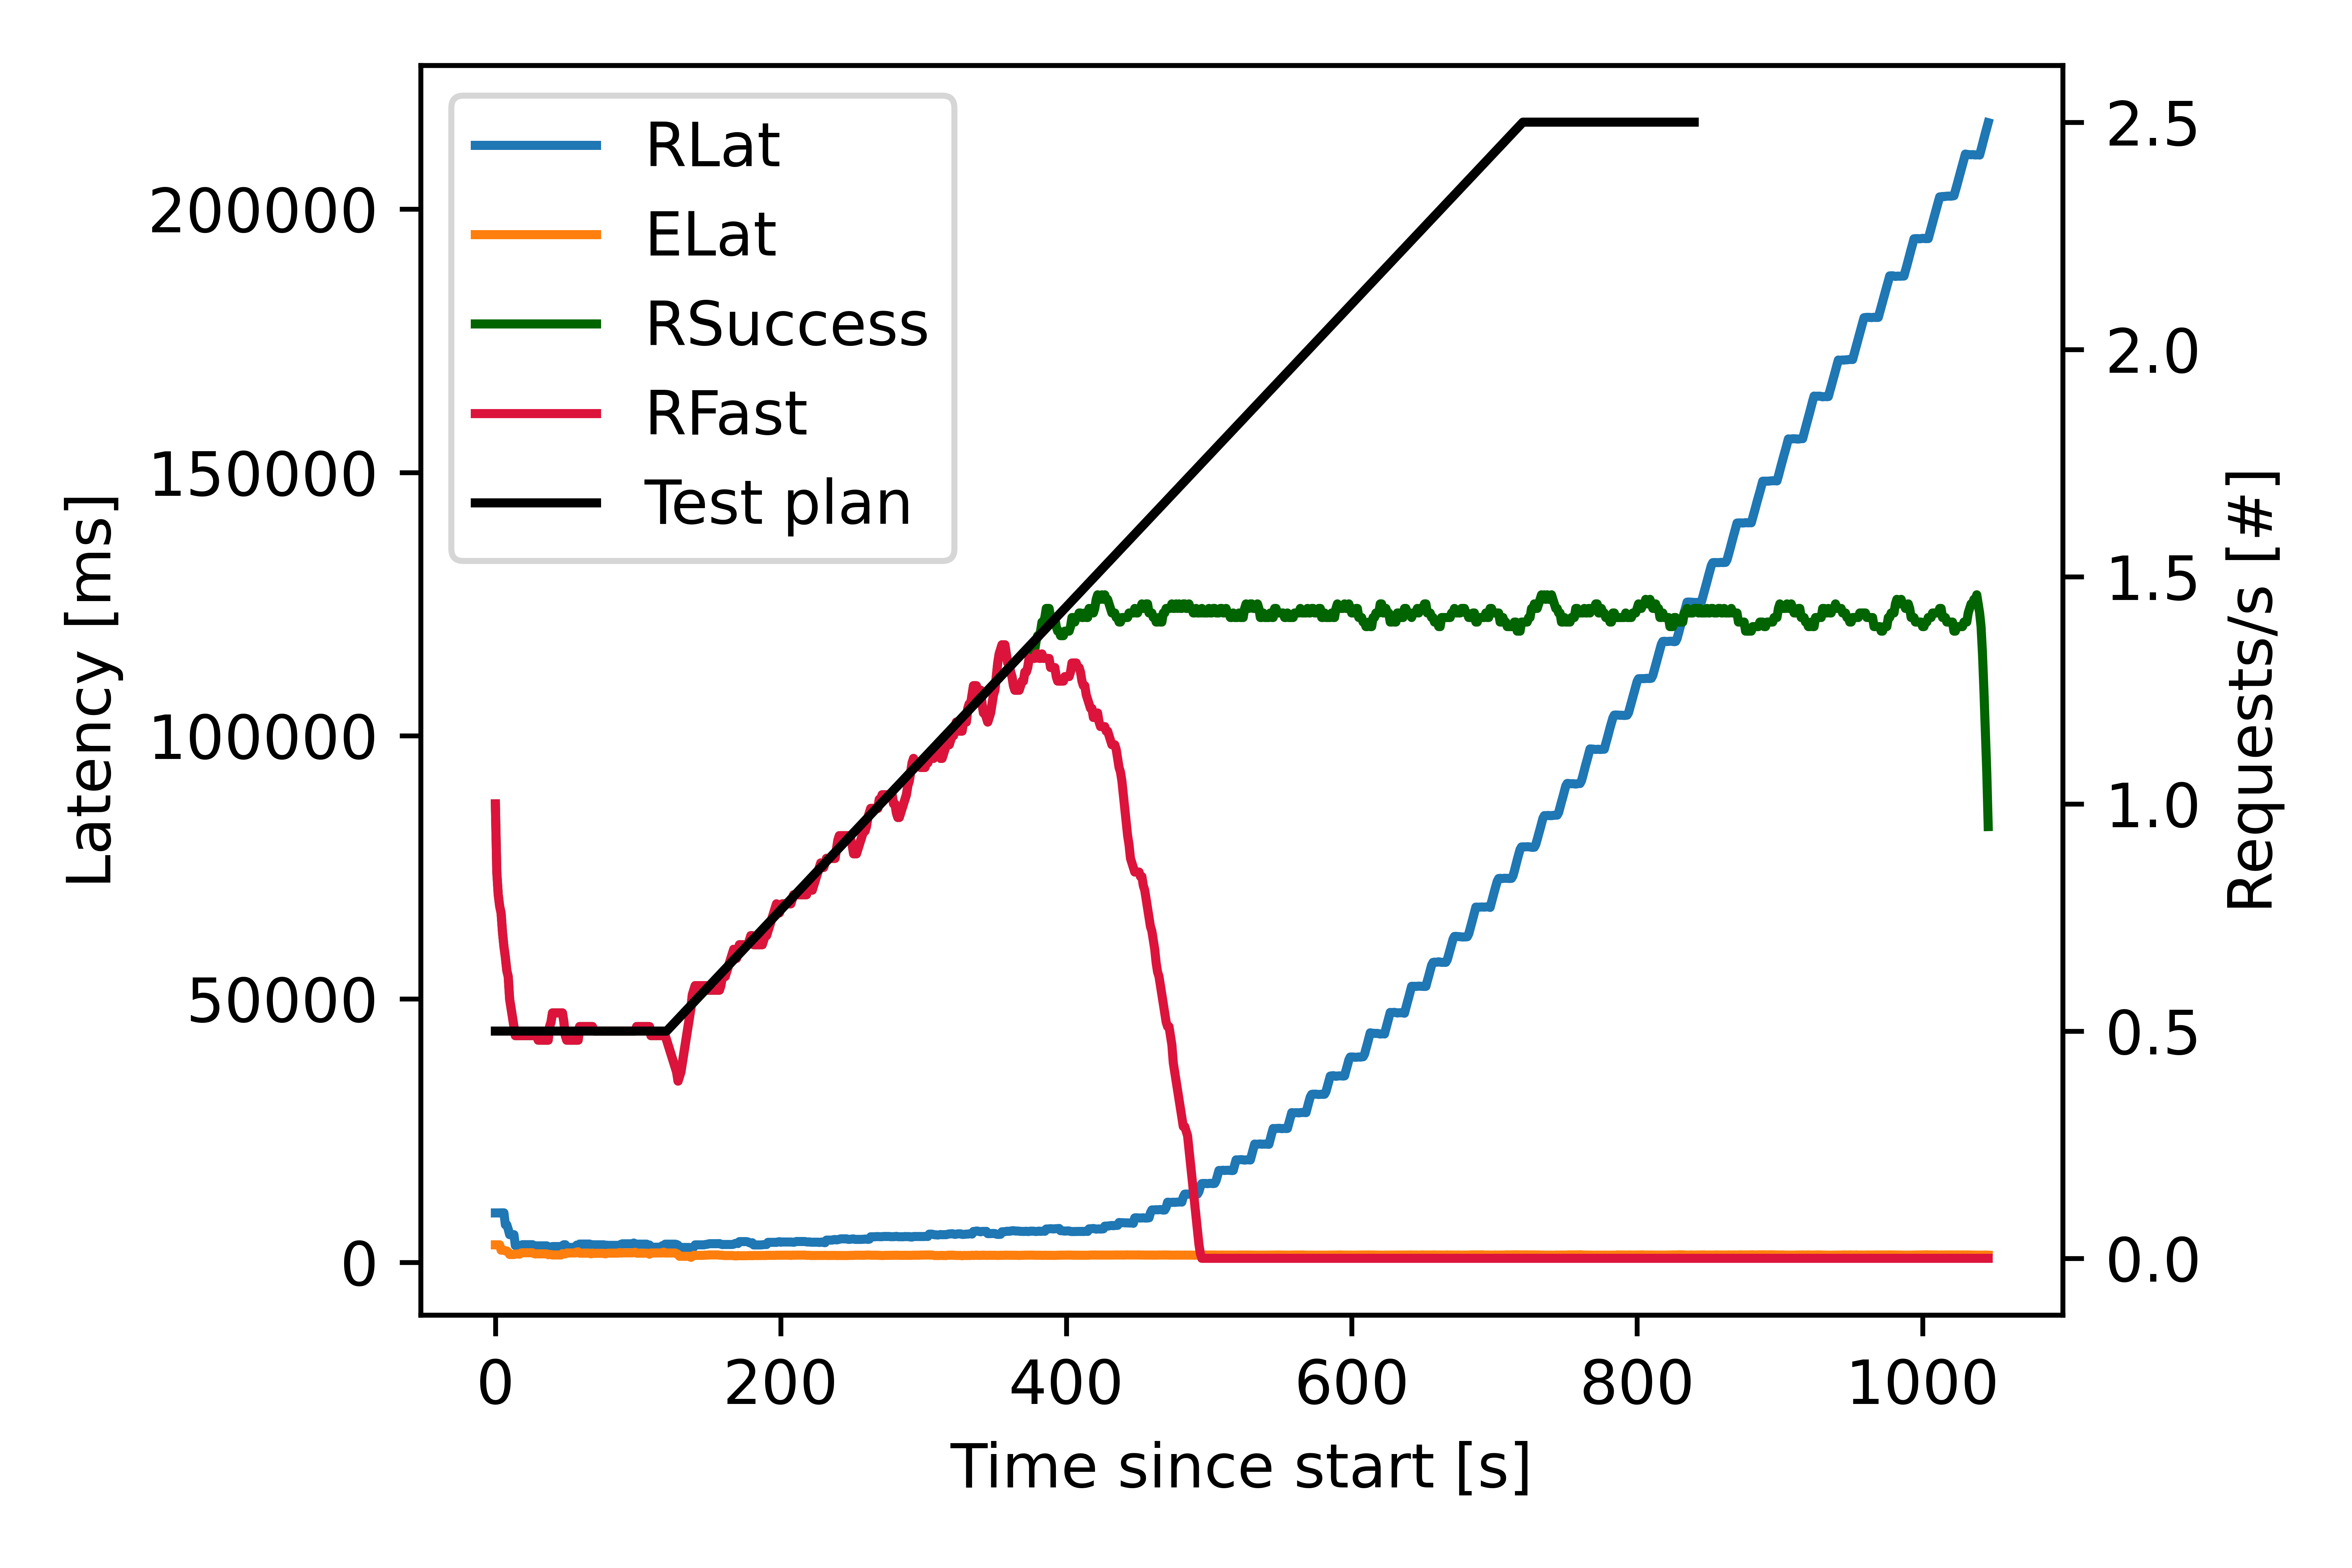 RLat
ELat
RSuccess
RFast
Test plan
Latency [ms]
200000
150000
100000
50000
0
2.5
2.0
1.5
1.0
0.5
0.0
Requests/s [#]
0 200 400 600 800 1000
Time since start [s]